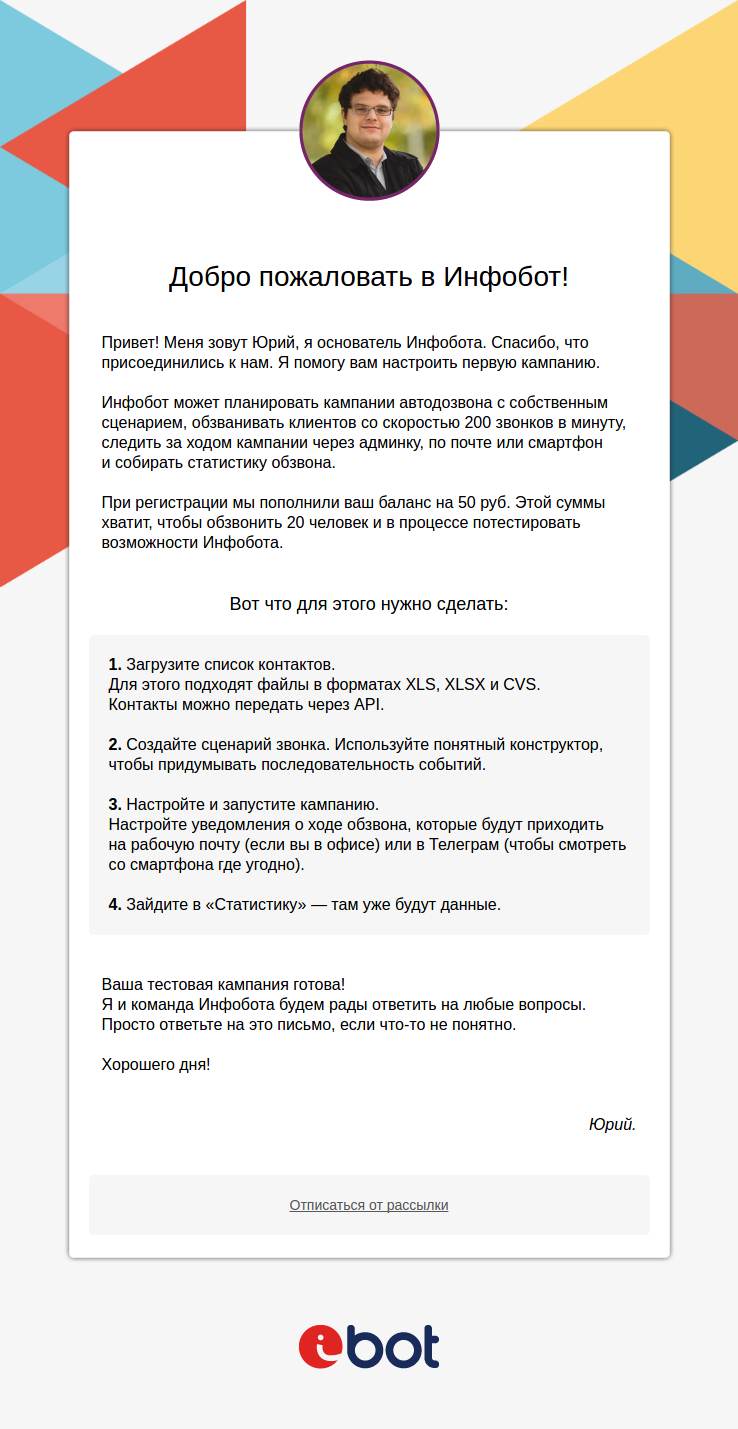 Добро пожаловать в Инфобот!
Привет! Меня зовут Юрий, я основатель Инфобота. Спасибо, что
присоединились к нам. Я помогу вам настроить первую кампанию.
Инфобот может планировать кампании автодозвона с собственным
сценарием, обзванивать клиентов со скоростью 200 звонков в минуту,
следить за ходом кампании через админку, по почте или смартфон
и собирать статистику обзвона.
При регистрации мы пополнили ваш баланс на 50 руб. Этой суммы
хватит, чтобы обзвонить 20 человек и в процессе потестировать
возможности Инфобота.
Вот что для этого нужно сделать:
1. Загрузите список контактов.
Для этого подходят файлы в форматах XLS, XLSX и CVS.
Контакты можно передать через API.
2. Создайте сценарий звонка. Используйте понятный конструктор,
чтобы придумывать последовательность событий.
3. Настройте и запустите кампанию.
Настройте уведомления о ходе обзвона, которые будут приходить
на рабочую почту (если вы в офисе) или в Телеграм (чтобы смотреть
со смартфона где угодно).
4. Зайдите в «Статистику» — там уже будут данные.
Ваша тестовая кампания готова!
Я и команда Инфобота будем рады ответить на любые вопросы.
Просто ответьте на это письмо, если что-то не понятно.
Хорошего дня!
Юрий.
Отписаться от рассылки
ibot